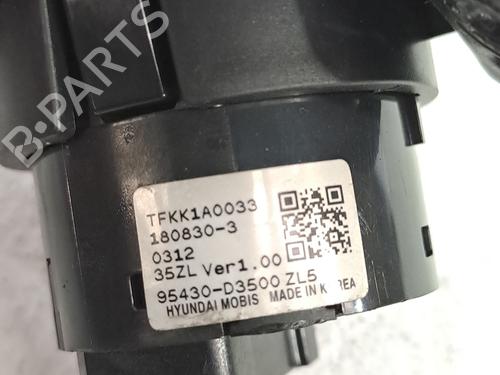 B-PARTS
TFKK1A0033
180830-3
0312
35ZL Ver1.00
95430-D3500 ZL5
HYUNDAI MOBIS MADE IN KOREA